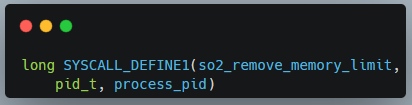 long SYSCALL_DEFINE1(so2_remove_memory_limit,
pid_t, process_pid)